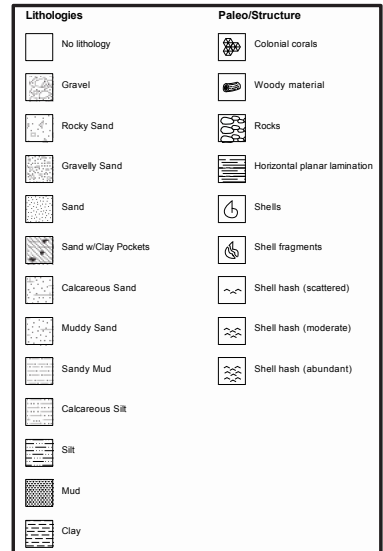 Lithologies
No lithology
Gravel
Rocky Sand
Gravelly Sand
Sand
Sand w/Clay Pockets
Calcareous Sand
Muddy Sand
Sandy Mud
Calcareous Silt
Silt
Mud
Clay
Paleo/Structure
Colonial corals
Woody material
Rocks
Horizontal planar lamination
Shells
Shell fragments
Shell hash (scattered)
Shell hash (moderate)
Shell hash (abundant)